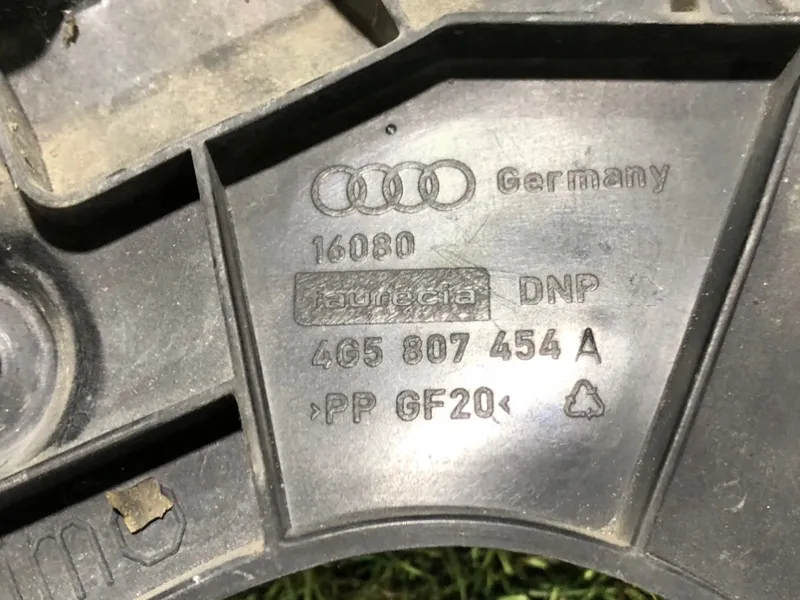 Germany
16080
faurecia DNP
4G5 807 454 A
>PP GF20<